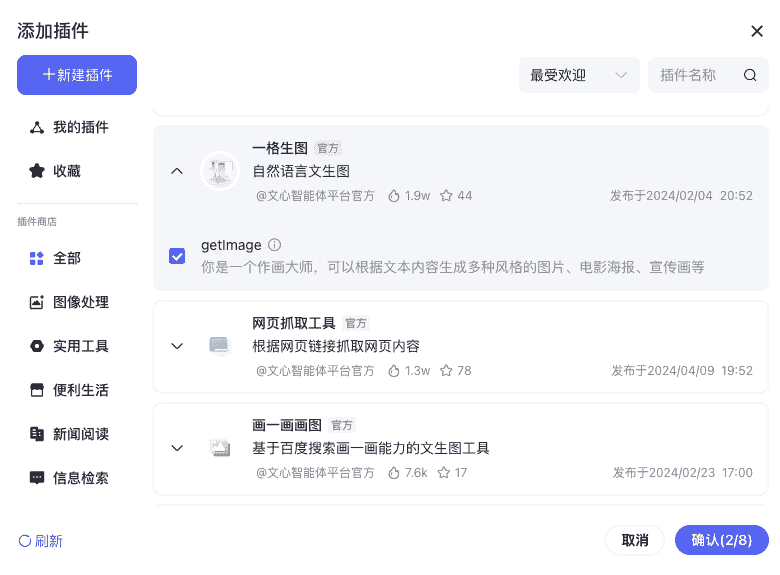 添加插件
新建插件
最受欢迎
插件名称
我的插件
收藏
插件商店
全部
图像处理
实用工具
便利生活
新闻阅读
信息检索
刷新
一格生图 官方
自然语言文生图
@文心智能体平台官方 1.9w 44 发布于2024/02/04 20:52
getImage
你是一个作画大师，可以根据文本内容生成多种风格的图片、电影海报、宣传画等
网页抓取工具 官方
根据网页链接抓取网页内容
@文心智能体平台官方 1.3w 78 发布于2024/04/09 19:52
画一画画图 官方
基于百度搜索画一画能力的文生图工具
@文心智能体平台官方 7.6k 17 发布于2024/02/23 17:00
取消
确认(2/8)